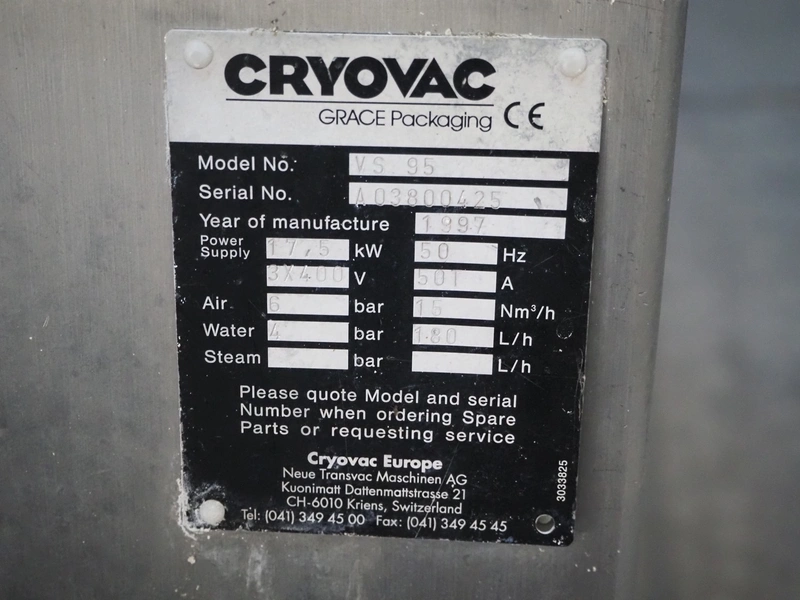 CRYOVAC
GRACE Packaging CE
Model No. VS 95
Serial No. A03800425
Year of manufacture 1997
Power Supply 17,5 kW 50 Hz
3X400 V 50 A
Air 6 bar 15 Nm³/h
Water 4 bar 180 L/h
Steam bar L/h
Please quote Model and serial
Number when ordering Spare
Parts or requesting service
Cryovac Europe
Neue Transvac Maschinen AG
Kuonimatt Dattenmattstrasse 21
CH-6010 Kriens, Switzerland
Tel: (041) 349 45 00 Fax: (041) 349 45 45
3033825